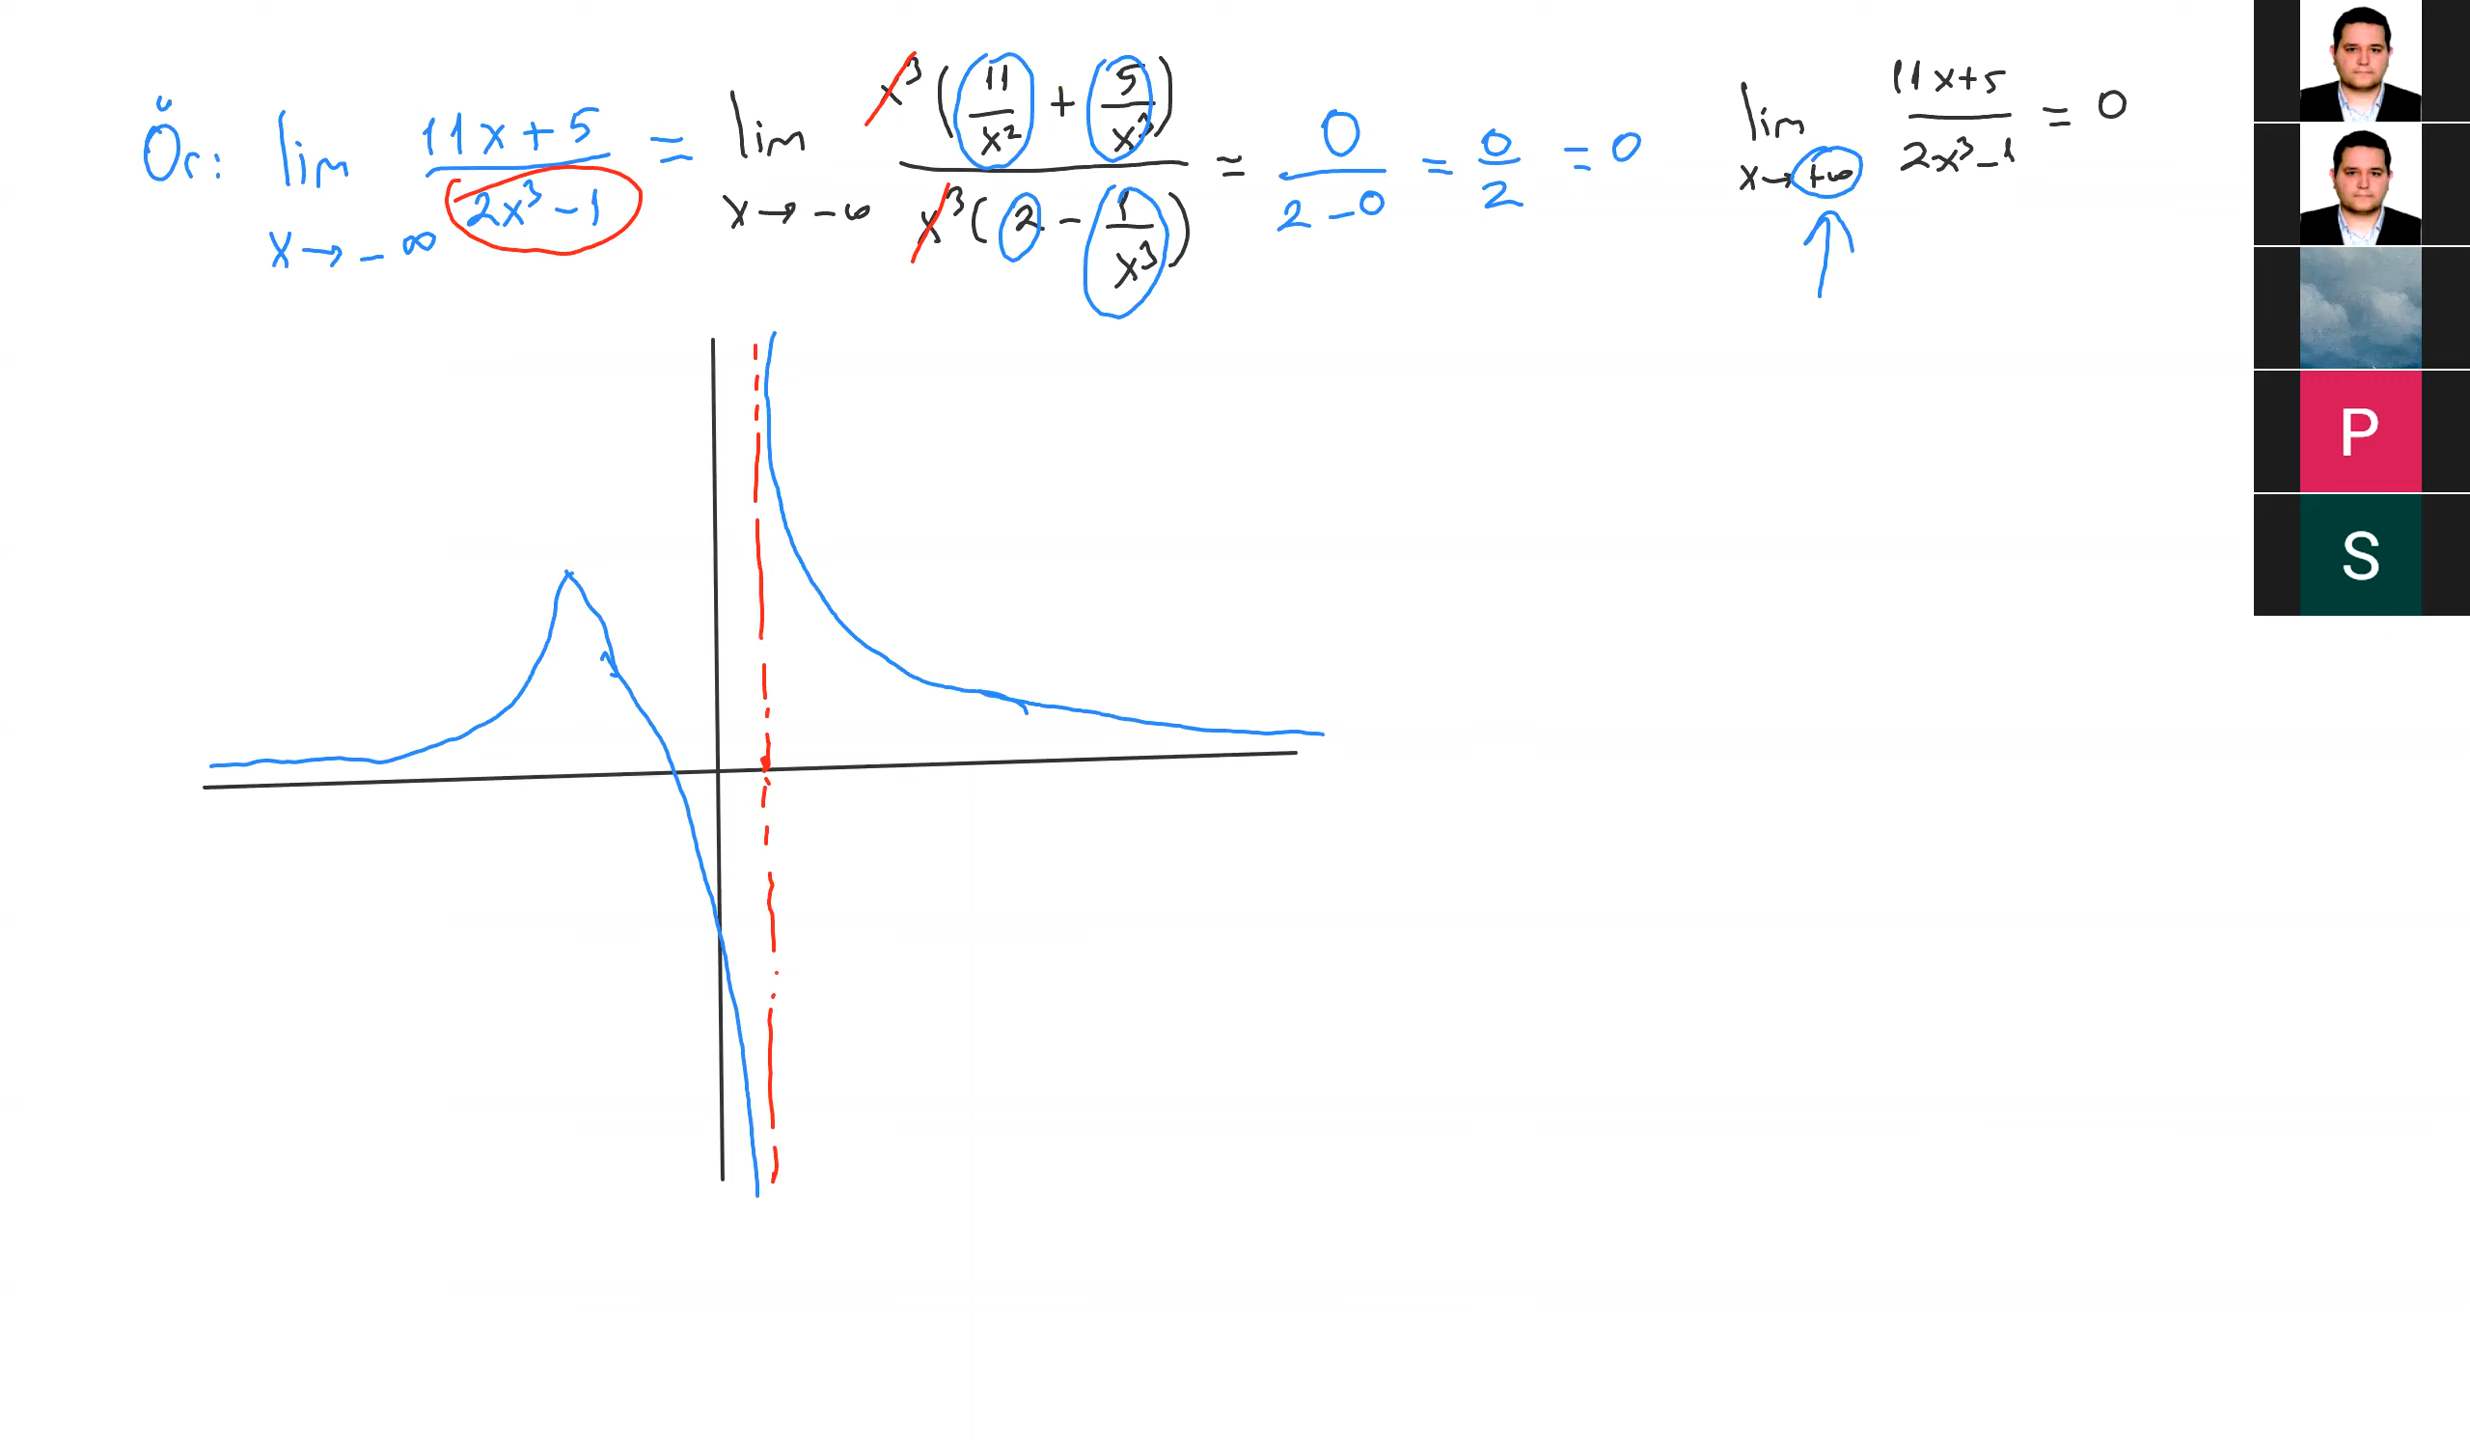 Ör: lim x→-∞ (11x+5)/(2x³-1) = lim x→-∞ x³(11/x² + 5/x³)/x³(2 - 1/x³) = 0/(2-0) = 0/2 = 0
lim x→+∞ (11x+5)/(2x³-1) = 0
P
S